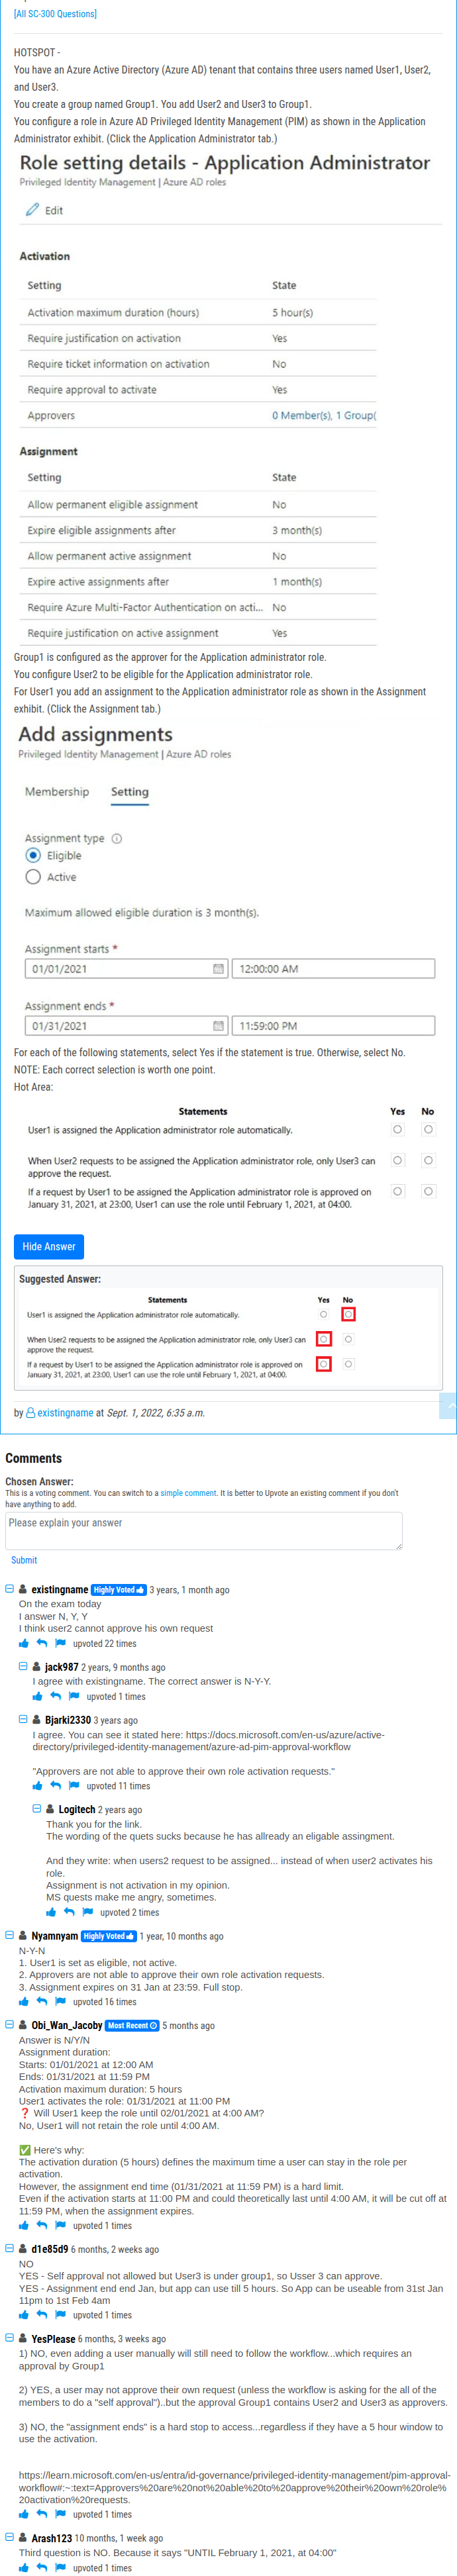 [All SC-300 Questions]
HOTSPOT -
You have an Azure Active Directory (Azure AD) tenant that contains three users named User1, User2,
and User3.
You create a group named Group1. You add User2 and User3 to Group1.
You configure a role in Azure AD Privileged Identity Management (PIM) as shown in the Application
Administrator exhibit. (Click the Application Administrator tab.)
Role setting details - Application Administrator
Privileged Identity Management | Azure AD roles
Edit
Activation
Setting State
Activation maximum duration (hours) 5 hour(s)
Require justification on activation Yes
Require ticket information on activation No
Require approval to activate Yes
Approvers 0 Member(s), 1 Group(
Assignment
Setting State
Allow permanent eligible assignment No
Expire eligible assignments after 3 month(s)
Allow permanent active assignment No
Expire active assignments after 1 month(s)
Require Azure Multi-Factor Authentication on acti... No
Require justification on active assignment Yes
Group1 is configured as the approver for the Application administrator role.
You configure User2 to be eligible for the Application administrator role.
For User1 you add an assignment to the Application administrator role as shown in the Assignment
exhibit. (Click the Assignment tab.)
Add assignments
Privileged Identity Management | Azure AD roles
Membership Setting
Assignment type
Eligible
Active
Maximum allowed eligible duration is 3 month(s).
Assignment starts *
01/01/2021 12:00:00 AM
Assignment ends *
01/31/2021 11:59:00 PM
For each of the following statements, select Yes if the statement is true. Otherwise, select No.
NOTE: Each correct selection is worth one point.
Hot Area:
Statements Yes No
User1 is assigned the Application administrator role automatically.
When User2 requests to be assigned the Application administrator role, only User3 can
approve the request.
If a request by User1 to be assigned the Application administrator role is approved on
January 31, 2021, at 23:00, User1 can use the role until February 1, 2021, at 04:00.
Hide Answer
Suggested Answer:
Statements Yes No
User1 is assigned the Application administrator role automatically.
When User2 requests to be assigned the Application administrator role, only User3 can
approve the request.
If a request by User1 to be assigned the Application administrator role is approved on
January 31, 2021, at 23:00, User1 can use the role until February 1, 2021, at 04:00.
by existingname at Sept. 1, 2022, 6:35 a.m.
Comments
Chosen Answer:
This is a voting comment. You can switch to a simple comment. It is better to Upvote an existing comment if you don't
have anything to add.
Please explain your answer
Submit
existingname Highly Voted 3 years, 1 month ago
On the exam today
I answer N, Y, Y
I think user2 cannot approve his own request
upvoted 22 times
jack987 2 years, 9 months ago
I agree with existingname. The correct answer is N-Y-Y.
upvoted 1 times
Bjarki2330 3 years ago
I agree. You can see it stated here: https://docs.microsoft.com/en-us/azure/active-
directory/privileged-identity-management/azure-ad-pim-approval-workflow
"Approvers are not able to approve their own role activation requests."
upvoted 11 times
Logitech 2 years ago
Thank you for the link.
The wording of the quets sucks because he has allready an eligable assingment.
And they write: when users2 request to be assigned... instead of when user2 activates his
role.
Assignment is not activation in my opinion.
MS quests make me angry, sometimes.
upvoted 2 times
Nyamnyam Highly Voted 1 year, 10 months ago
N-Y-N
1. User1 is set as eligible, not active.
2. Approvers are not able to approve their own role activation requests.
3. Assignment expires on 31 Jan at 23:59. Full stop.
upvoted 16 times
Obi_Wan_Jacoby Most Recent 5 months ago
Answer is N/Y/N
Assignment duration:
Starts: 01/01/2021 at 12:00 AM
Ends: 01/31/2021 at 11:59 PM
Activation maximum duration: 5 hours
User1 activates the role: 01/31/2021 at 11:00 PM
❓ Will User1 keep the role until 02/01/2021 at 4:00 AM?
No, User1 will not retain the role until 4:00 AM.
✅ Here's why:
The activation duration (5 hours) defines the maximum time a user can stay in the role per
activation.
However, the assignment end time (01/31/2021 at 11:59 PM) is a hard limit.
Even if the activation starts at 11:00 PM and could theoretically last until 4:00 AM, it will be cut off at
11:59 PM, when the assignment expires.
upvoted 1 times
d1e85d9 6 months, 2 weeks ago
NO
YES - Self approval not allowed but User3 is under group1, so Usser 3 can approve.
YES - Assignment end end Jan, but app can use till 5 hours. So App can be useable from 31st Jan
11pm to 1st Feb 4am
upvoted 1 times
YesPlease 6 months, 3 weeks ago
1) NO, even adding a user manually will still need to follow the workflow...which requires an
approval by Group1
2) YES, a user may not approve their own request (unless the workflow is asking for the all of the
members to do a "self approval")..but the approval Group1 contains User2 and User3 as approvers.
3) NO, the "assignment ends" is a hard stop to access...regardless if they have a 5 hour window to
use the activation.
https://learn.microsoft.com/en-us/entra/id-governance/privileged-identity-management/pim-approval-
workflow#:~:text=Approvers%20are%20not%20able%20to%20approve%20their%20own%20role%
20activation%20requests.
upvoted 1 times
Arash123 10 months, 1 week ago
Third question is NO. Because it says "UNTIL February 1, 2021, at 04:00"
upvoted 1 times